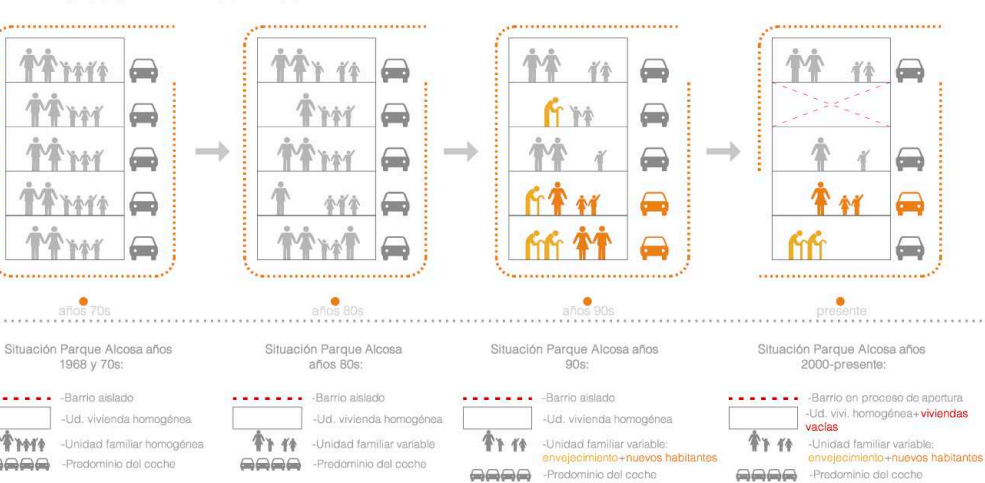 años 70s
años 80s
años 90s
presente
Situación Parque Alcosa años
1968 y 70s:
-Barrio aislado
-Ud. vivienda homogénea
-Unidad familiar homogénea
-Predominio del coche
Situación Parque Alcosa
años 80s:
-Barrio aislado
-Ud. vivienda homogénea
-Unidad familiar variable
-Predominio del coche
Situación Parque Alcosa años
90s:
-Barrio aislado
-Ud. vivienda homogénea
-Unidad familiar variable:
envejecimiento+nuevos habitantes
-Predominio del coche
Situación Parque Alcosa años
2000-presente:
-Barrio en proceso de apertura
-Ud. vivi. homogénea+viviendas
vacías
-Unidad familiar variable:
envejecimiento+nuevos habitantes
-Predominio del coche